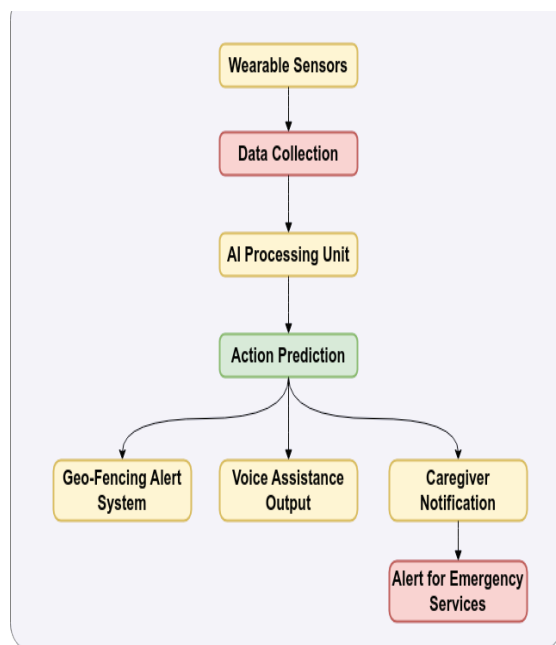 Wearable Sensors
Data Collection
AI Processing Unit
Action Prediction
Geo-Fencing Alert
System
Voice Assistance
Output
Caregiver
Notification
Alert for Emergency
Services